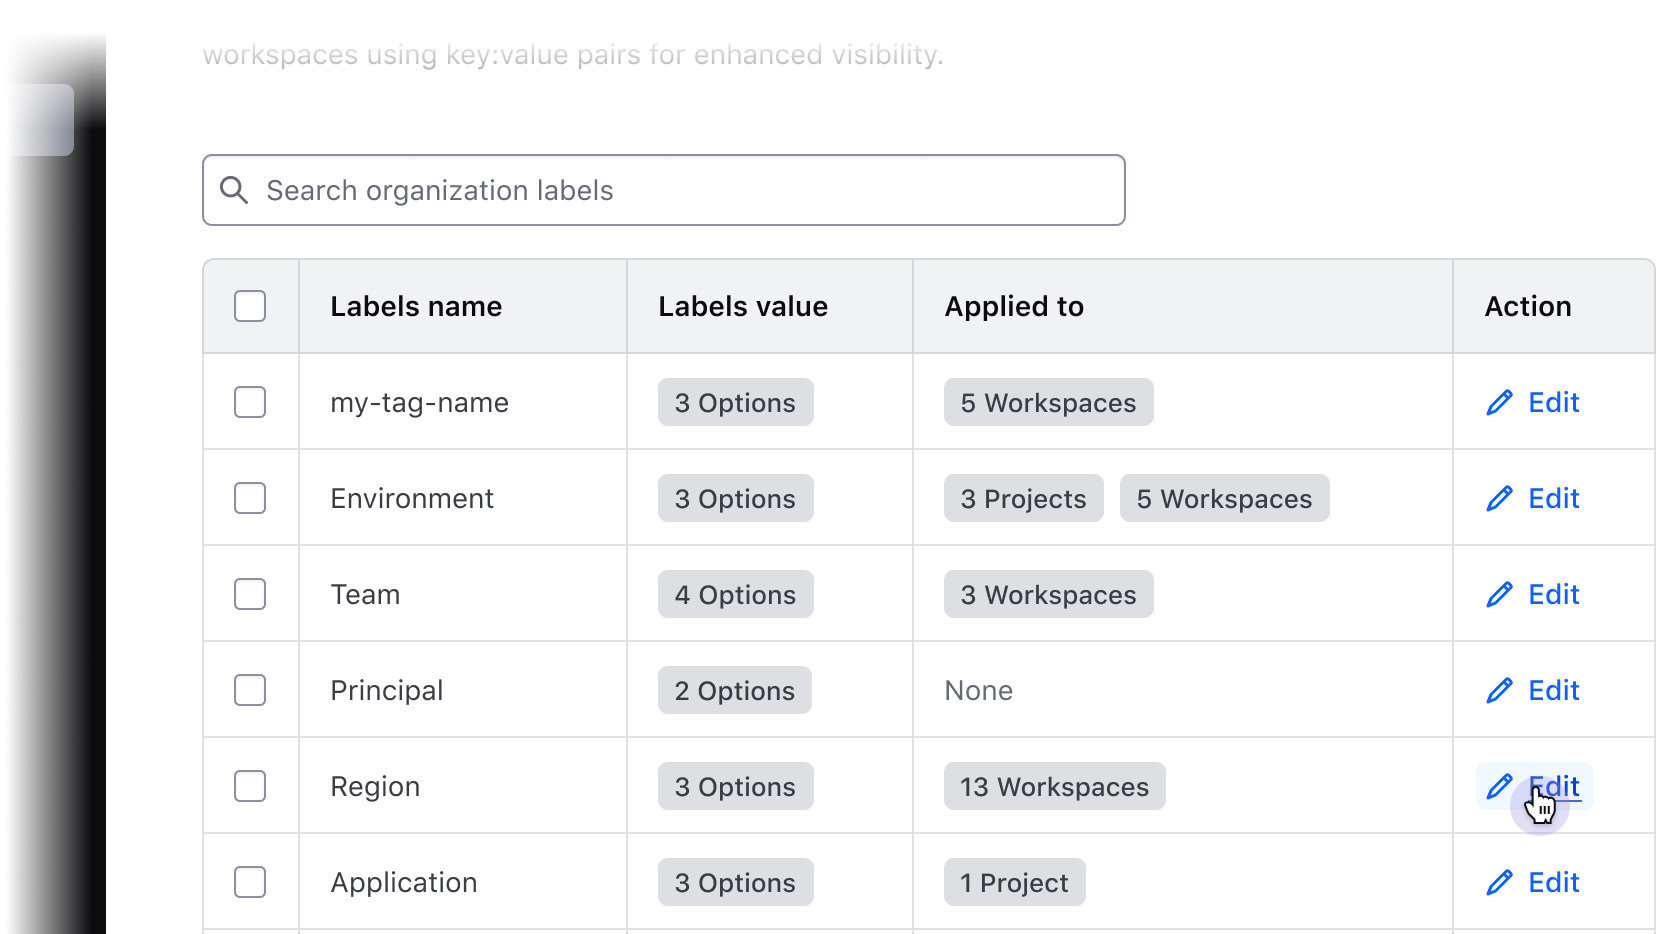 workspaces using key:value pairs for enhanced visibility.
Search organization labels
Labels name Labels value Applied to Action
my-tag-name 3 Options 5 Workspaces Edit
Environment 3 Options 3 Projects 5 Workspaces Edit
Team 4 Options 3 Workspaces Edit
Principal 2 Options None Edit
Region 3 Options 13 Workspaces Edit
Application 3 Options 1 Project Edit